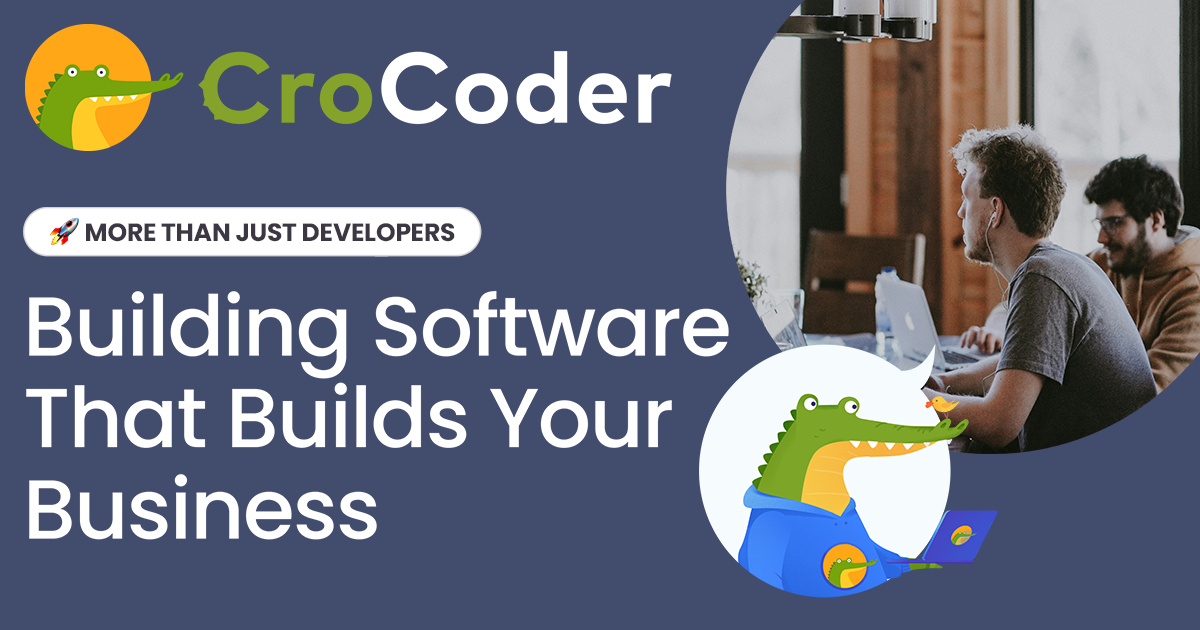 CroCoder
🚀 MORE THAN JUST DEVELOPERS
Building Software
That Builds Your
Business